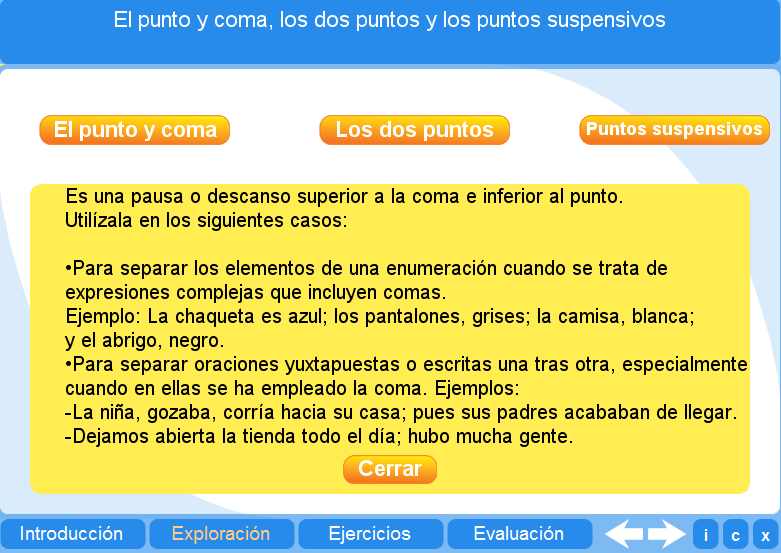 El punto y coma, los dos puntos y los puntos suspensivos
El punto y coma
Los dos puntos
Puntos suspensivos
Es una pausa o descanso superior a la coma e inferior al punto.
Utilízala en los siguientes casos:
•Para separar los elementos de una enumeración cuando se trata de
expresiones complejas que incluyen comas.
Ejemplo: La chaqueta es azul; los pantalones, grises; la camisa, blanca;
y el abrigo, negro.
•Para separar oraciones yuxtapuestas o escritas una tras otra, especialmente
cuando en ellas se ha empleado la coma. Ejemplos:
-La niña, gozaba, corría hacia su casa; pues sus padres acababan de llegar.
-Dejamos abierta la tienda todo el día; hubo mucha gente.
Cerrar
Introducción
Exploración
Ejercicios
Evaluación
i
c
x